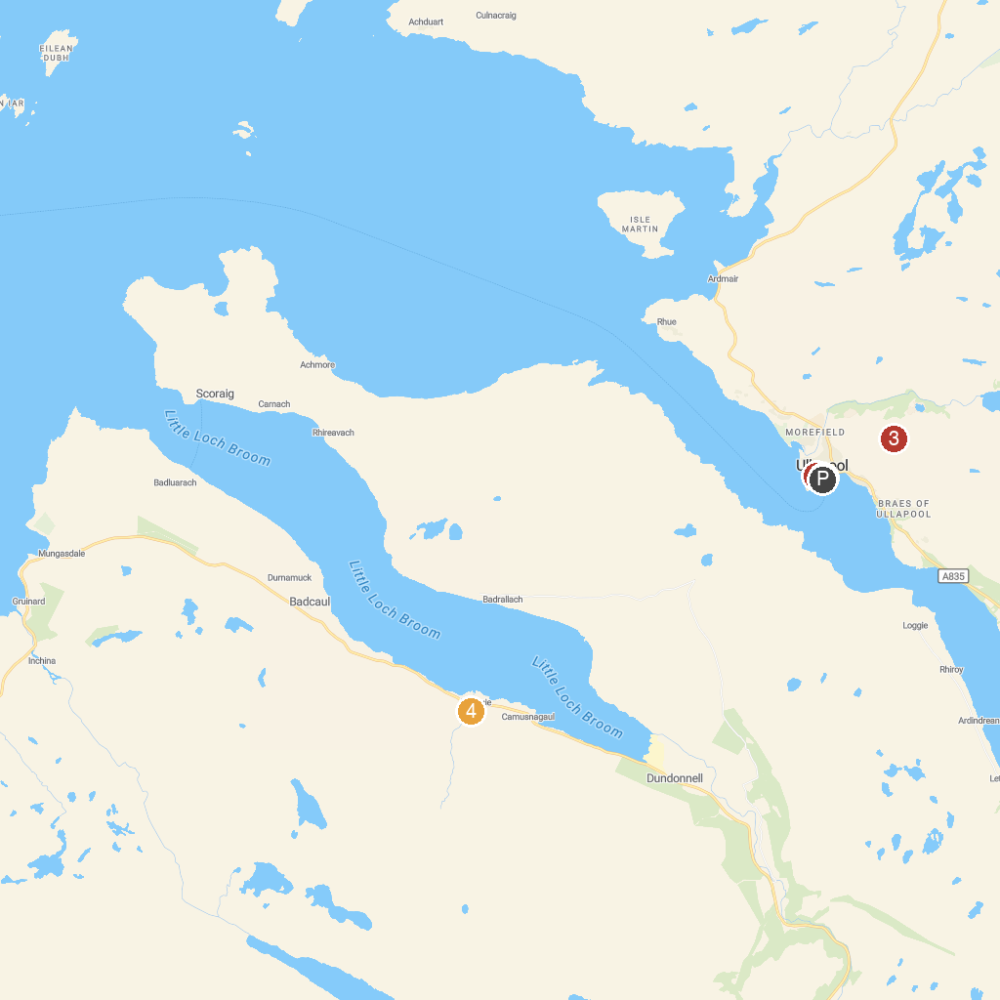 Culnacraig
Achduart
EILEAN
DUBH
N IAR
ISLE
MARTIN
Ardmair
Rhue
Achmore
Scoraig
Carnach
Little Loch Broom
Rhireavach
MOREFIELD
3
P
Badluarach
BRAES OF
ULLAPOOL
Mungasdale
A835
Durnamuck
Gruinard
Badcaul
Badrallach
Little Loch Broom
Loggie
Inchina
Rhiroy
Little Loch Broom
4
Camusnagaul
Ardindrean
Dundonnell